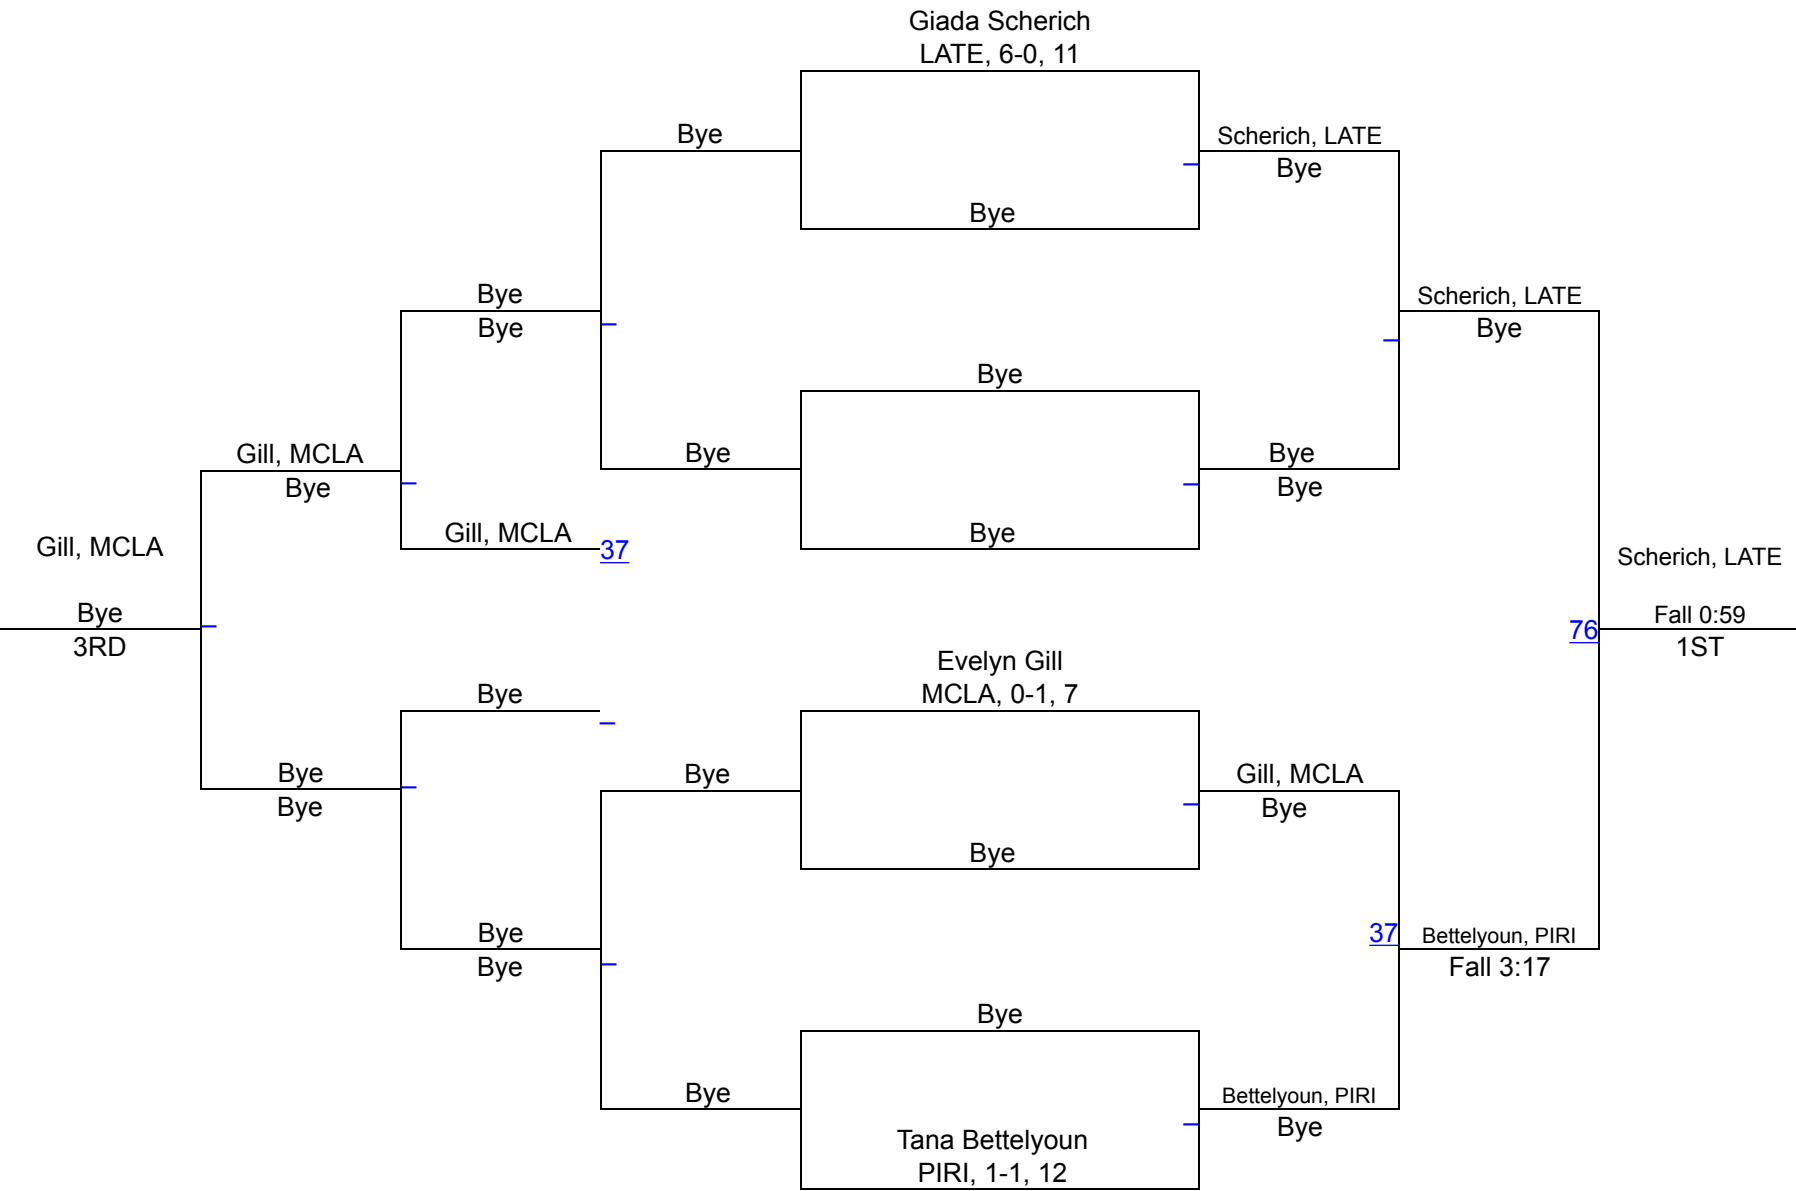 Giada Scherich
LATE, 6-0, 11
Bye
Scherich, LATE
Bye
Bye
Bye
Bye
Scherich, LATE
Bye
Bye
Gill, MCLA
Bye
Bye
Bye
Bye
Gill, MCLA
37
Bye
Gill, MCLA
Bye
3RD
Scherich, LATE
76
Fall 0:59
1ST
Evelyn Gill
MCLA, 0-1, 7
Bye
Bye
Gill, MCLA
Bye
Bye
Bye
Bye
Bye
Bye
37
Bettelyoun, PIRI
Fall 3:17
Bye
Bye
Bettelyoun, PIRI
Bye
Tana Bettelyoun
PIRI, 1-1, 12